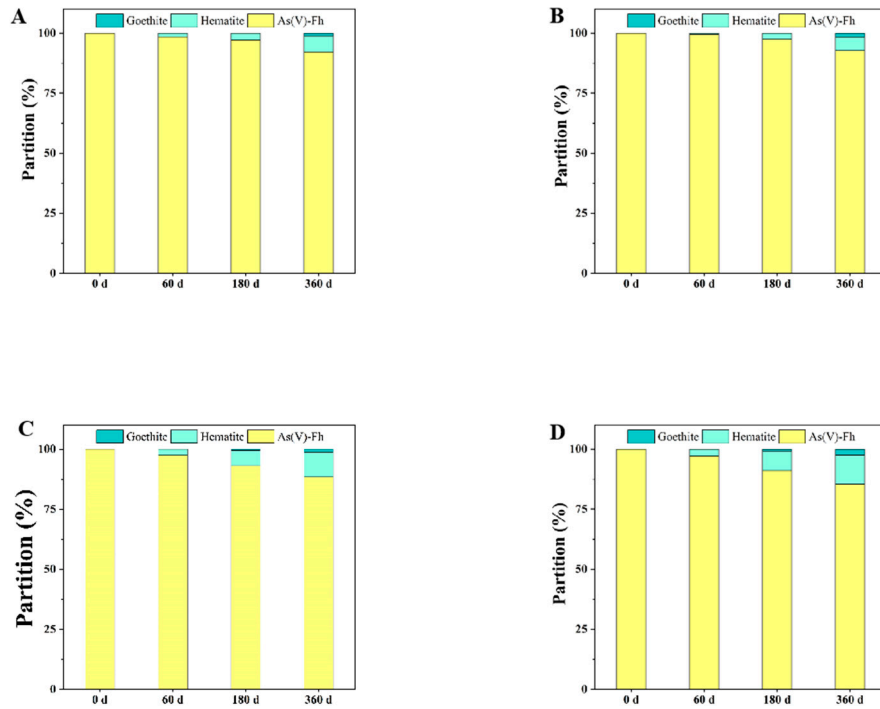 A
Goethite Hematite As(V)-Fh
Partition (%)
100
75
50
25
0
0 d 60 d 180 d 360 d
B
Goethite Hematite As(V)-Fh
Partition (%)
100
75
50
25
0
0 d 60 d 180 d 360 d
C
Goethite Hematite As(V)-Fh
Partition (%)
100
75
50
25
0
0 d 60 d 180 d 360 d
D
Goethite Hematite As(V)-Fh
Partition (%)
100
75
50
25
0
0 d 60 d 180 d 360 d